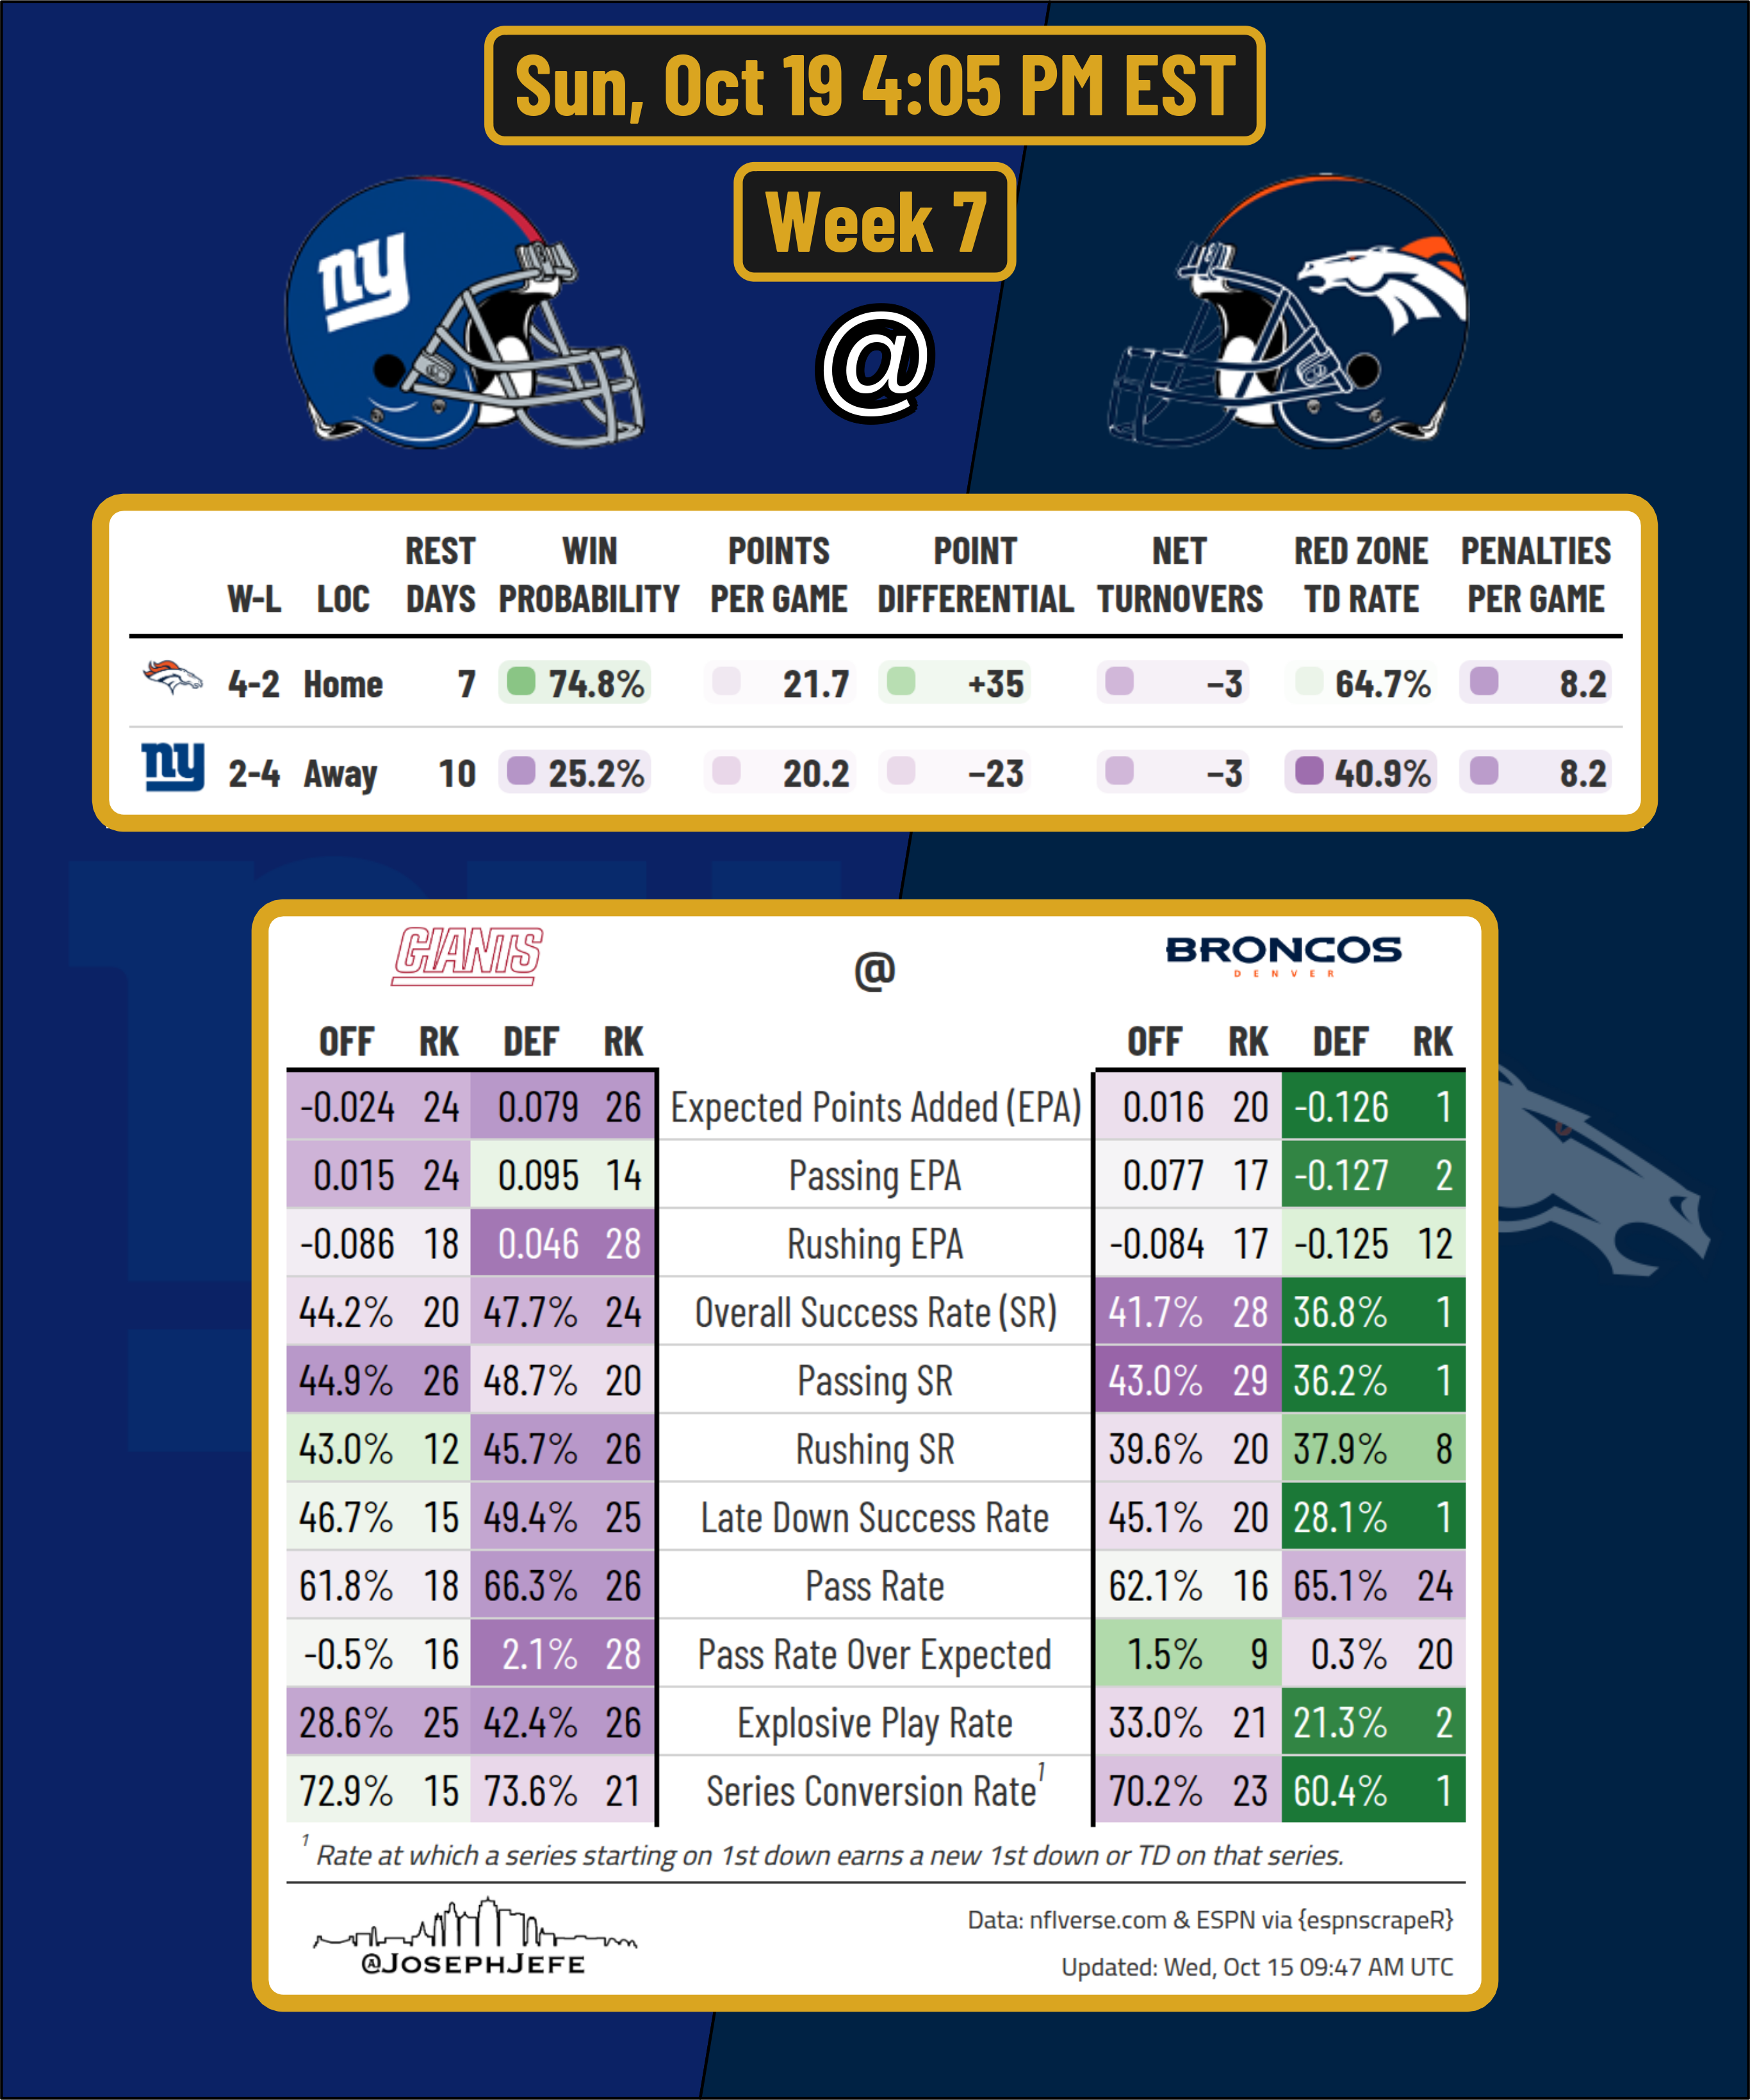 Sun, Oct 19 4:05 PM EST
Week 7
ny
@
W-L LOC REST DAYS WIN PROBABILITY POINTS PER GAME POINT DIFFERENTIAL NET TURNOVERS RED ZONE TD RATE PENALTIES PER GAME
4-2 Home 7 74.8% 21.7 +35 −3 64.7% 8.2
ny 2-4 Away 10 25.2% 20.2 −23 −3 40.9% 8.2
GIANTS @ BRONCOS
DENVER
OFF RK DEF RK OFF RK DEF RK
-0.024 24 0.079 26 Expected Points Added (EPA) 0.016 20 -0.126 1
0.015 24 0.095 14 Passing EPA 0.077 17 -0.127 2
-0.086 18 0.046 28 Rushing EPA -0.084 17 -0.125 12
44.2% 20 47.7% 24 Overall Success Rate (SR) 41.7% 28 36.8% 1
44.9% 26 48.7% 20 Passing SR 43.0% 29 36.2% 1
43.0% 12 45.7% 26 Rushing SR 39.6% 20 37.9% 8
46.7% 15 49.4% 25 Late Down Success Rate 45.1% 20 28.1% 1
61.8% 18 66.3% 26 Pass Rate 62.1% 16 65.1% 24
-0.5% 16 2.1% 28 Pass Rate Over Expected 1.5% 9 0.3% 20
28.6% 25 42.4% 26 Explosive Play Rate 33.0% 21 21.3% 2
72.9% 15 73.6% 21 Series Conversion Rate1 70.2% 23 60.4% 1
1 Rate at which a series starting on 1st down earns a new 1st down or TD on that series.
@JOSEPHJEFE
Data: nflverse.com & ESPN via {espnscrapeR}
Updated: Wed, Oct 15 09:47 AM UTC